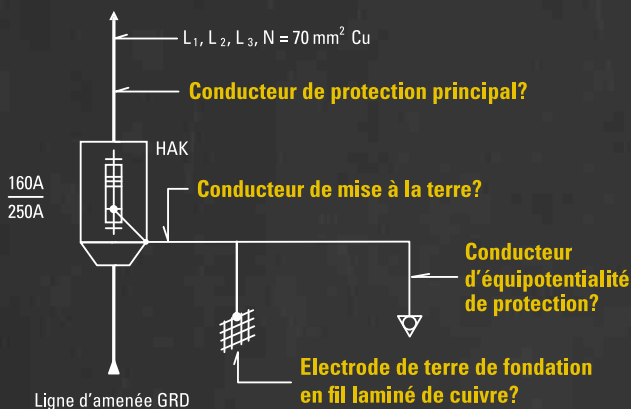 L₁, L₂, L₃, N = 70 mm² Cu
Conducteur de protection principal?
HAK
160A
250A
Conducteur de mise à la terre?
Conducteur
d'équipotentialité
de protection?
Electrode de terre de fondation
en fil laminé de cuivre?
Ligne d'amenée GRD